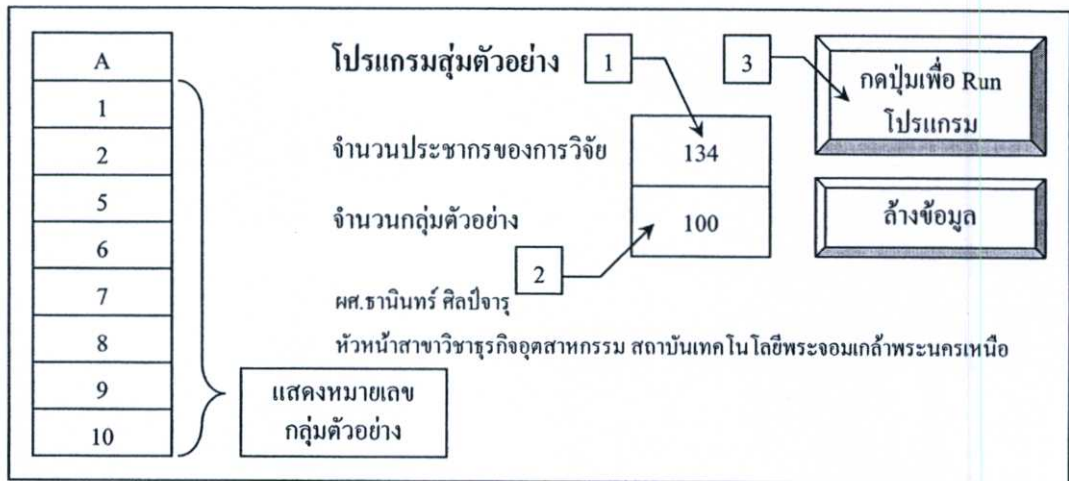 A
1
2
5
6
7
8
9
10
แสดงหมายเลข
กลุ่มตัวอย่าง
โปรแกรมสุ่มตัวอย่าง
1
3
กดปุ่มเพื่อ Run
โปรแกรม
จำนวนประชากรของการวิจัย
134
จำนวนกลุ่มตัวอย่าง
100
ล้างข้อมูล
2
ผศ.ธานินทร์ ศิลป์จารุ
หัวหน้าสาขาวิชาธุรกิจอุตสาหกรรม สถาบันเทคโนโลยีพระจอมเกล้าพระนครเหนือ